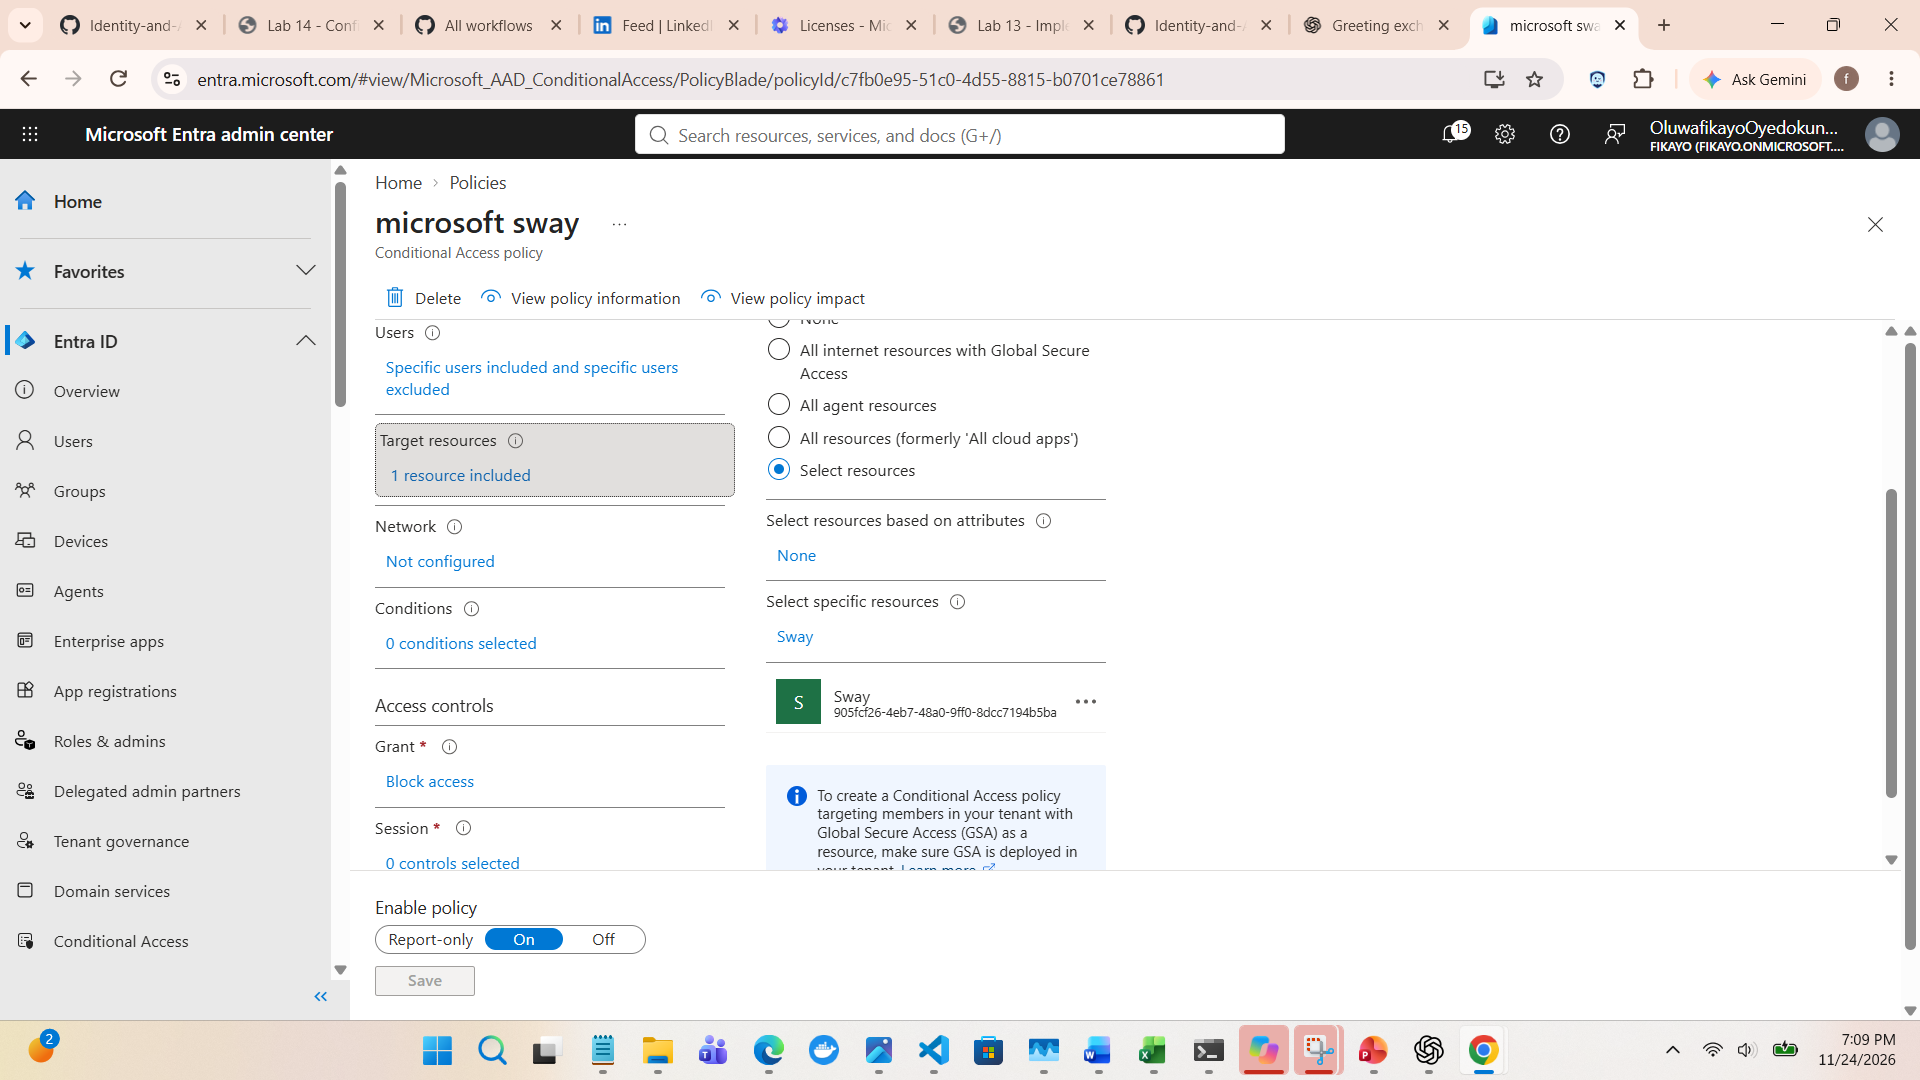 Identity-and-A
Lab 14 - Conf
All workflows
Feed | LinkedI
Licenses - Mic
Lab 13 - Imple
Identity-and-A
Greeting exch
microsoft swa
entra.microsoft.com/#view/Microsoft_AAD_ConditionalAccess/PolicyBlade/policyId/c7fb0e95-51c0-4d55-8815-b0701ce78861
Ask Gemini
f
Microsoft Entra admin center
Search resources, services, and docs (G+/)
15
OluwafikayoOyedokun...
FIKAYO (FIKAYO.ONMICROSOFT....
Home
Favorites
Entra ID
Overview
Users
Groups
Devices
Agents
Enterprise apps
App registrations
Roles & admins
Delegated admin partners
Tenant governance
Domain services
Conditional Access
Home > Policies
microsoft sway ...
Conditional Access policy
Delete
View policy information
View policy impact
Users
Specific users included and specific users
excluded
Target resources
1 resource included
Network
Not configured
Conditions
0 conditions selected
Access controls
Grant *
Block access
Session *
0 controls selected
None
All internet resources with Global Secure
Access
All agent resources
All resources (formerly 'All cloud apps')
Select resources
Select resources based on attributes
None
Select specific resources
Sway
S
Sway
905fcf26-4eb7-48a0-9ff0-8dcc7194b5ba
To create a Conditional Access policy
targeting members in your tenant with
Global Secure Access (GSA) as a
resource, make sure GSA is deployed in
your tenant. Learn more
Enable policy
Report-only
On
Off
Save
2
7:09 PM
11/24/2026